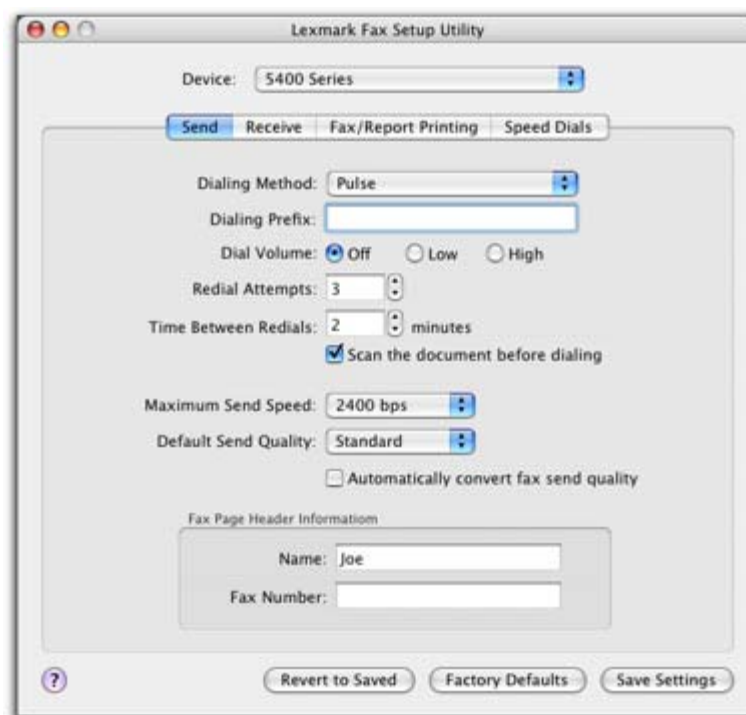 Lexmark Fax Setup Utility
Device: 5400 Series
Send Receive Fax/Report Printing Speed Dials
Dialing Method: Pulse
Dialing Prefix:
Dial Volume: Off Low High
Redial Attempts: 3
Time Between Redials: 2 minutes
Scan the document before dialing
Maximum Send Speed: 2400 bps
Default Send Quality: Standard
Automatically convert fax send quality
Fax Page Header Informatiom
Name: Joe
Fax Number:
? Revert to Saved Factory Defaults Save Settings